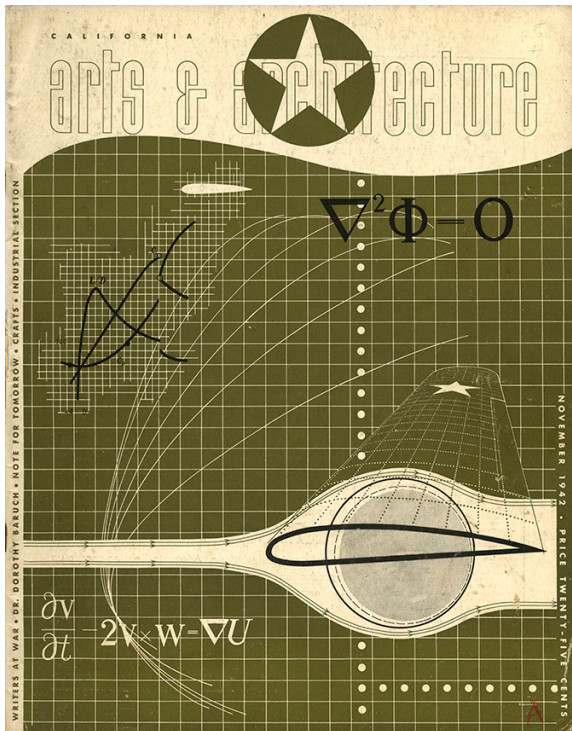 CALIFORNIA
arts & architecture
∇²Φ=O
WRITERS AT WAR • DR. DOROTHY BARUCH • NOTE FOR TOMORROW • CRAFTS • INDUSTRIAL SECTION
NOVEMBER 1942 • PRICE TWENTY-FIVE CENTS
∂v/∂t -2v×w=∇U
A